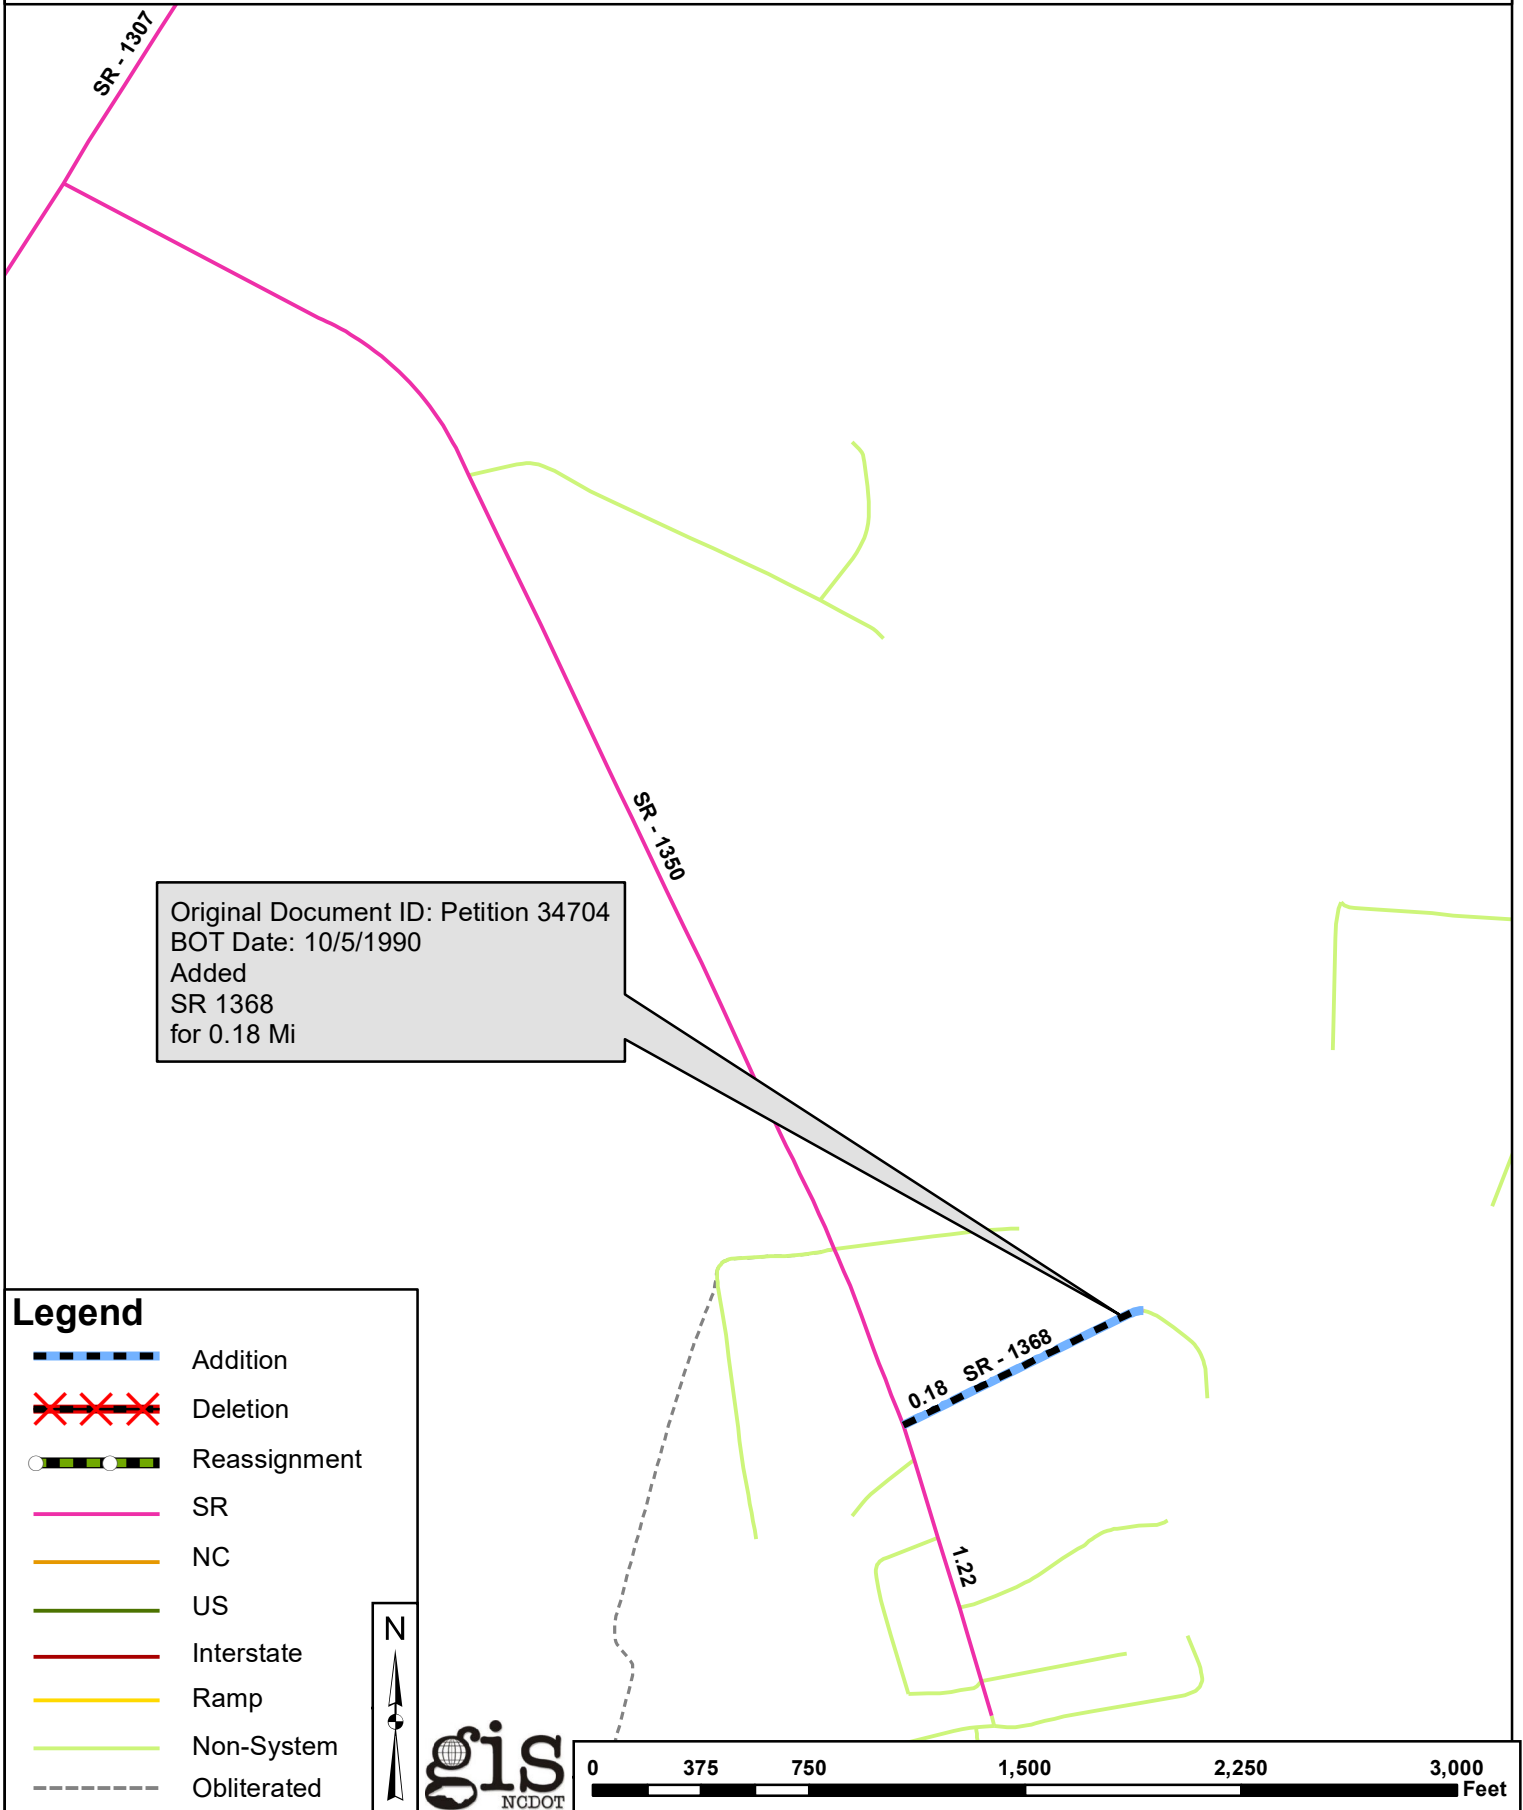 SR - 1307
SR - 1350
Original Document ID: Petition 34704
BOT Date: 10/5/1990
Added
SR 1368
for 0.18 Mi
0.18 SR - 1368
1.22
Legend
Addition
Deletion
Reassignment
SR
NC
US
Interstate
Ramp
Non-System
Obliterated
N
gis
NCDOT
0 375 750 1,500 2,250 3,000
Feet